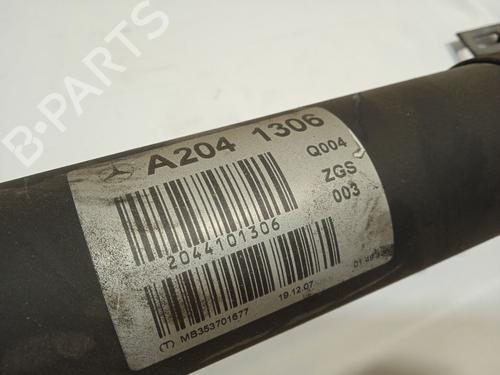 B-PARTS
A204 1306
Q004
ZGS
003
2044101306
(T) MB353701677
19.12.07